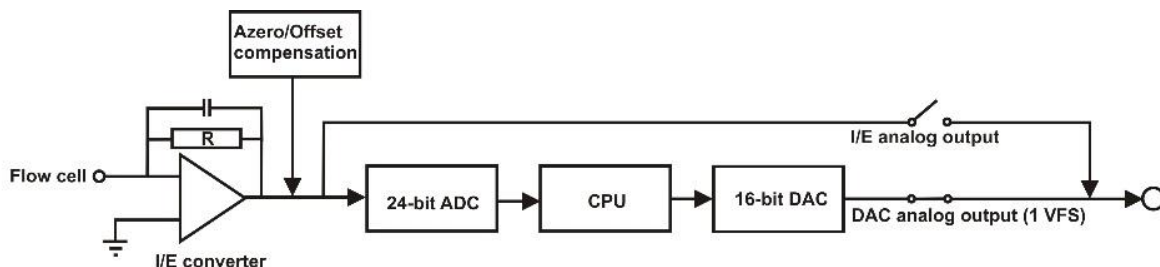 Azero/Offset
compensation
R
I/E analog output
Flow cell
24-bit ADC
CPU
16-bit DAC
DAC analog output (1 VFS)
I/E converter